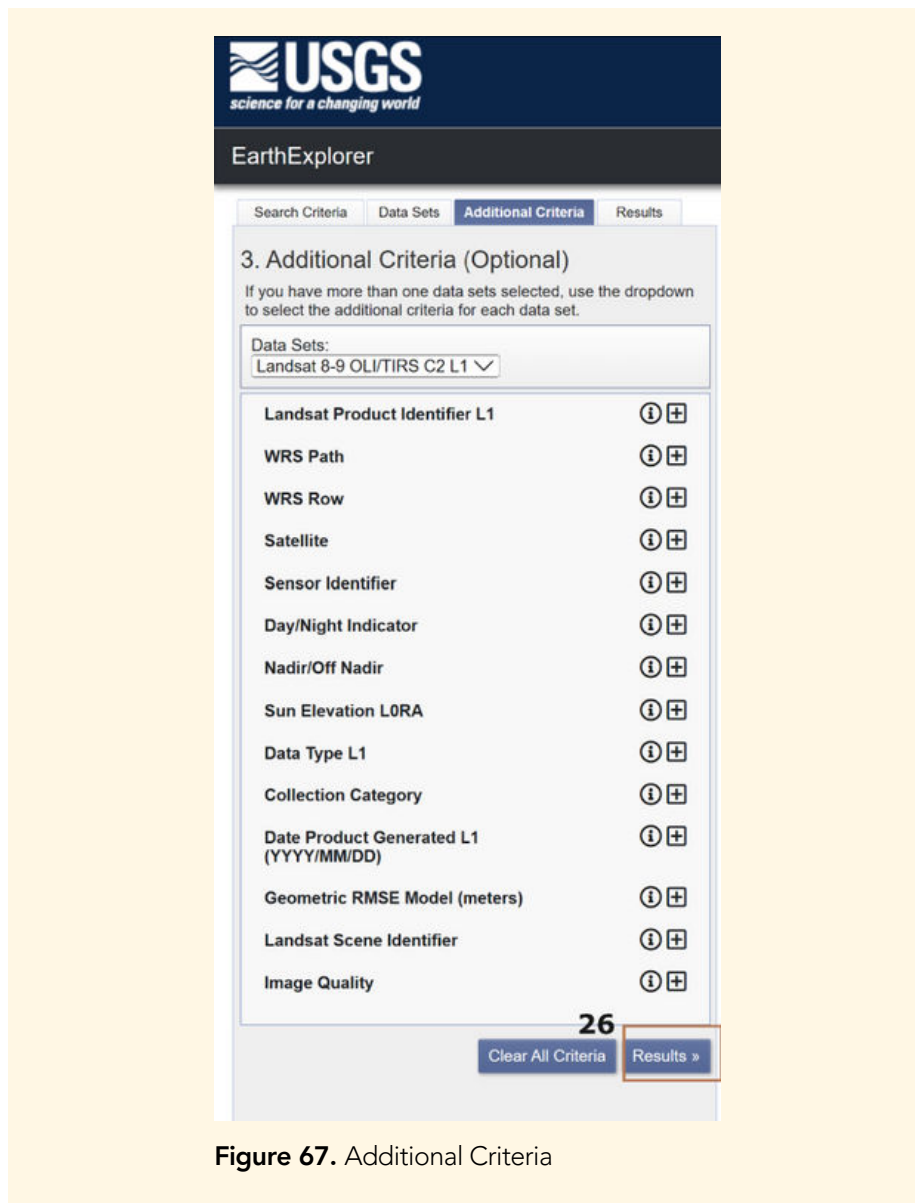 USGS
science for a changing world
EarthExplorer
Search Criteria Data Sets Additional Criteria Results
3. Additional Criteria (Optional)
If you have more than one data sets selected, use the dropdown
to select the additional criteria for each data set.
Data Sets:
Landsat 8-9 OLI/TIRS C2 L1
Landsat Product Identifier L1
WRS Path
WRS Row
Satellite
Sensor Identifier
Day/Night Indicator
Nadir/Off Nadir
Sun Elevation L0RA
Data Type L1
Collection Category
Date Product Generated L1
(YYYY/MM/DD)
Geometric RMSE Model (meters)
Landsat Scene Identifier
Image Quality
26
Clear All Criteria Results »
Figure 67. Additional Criteria